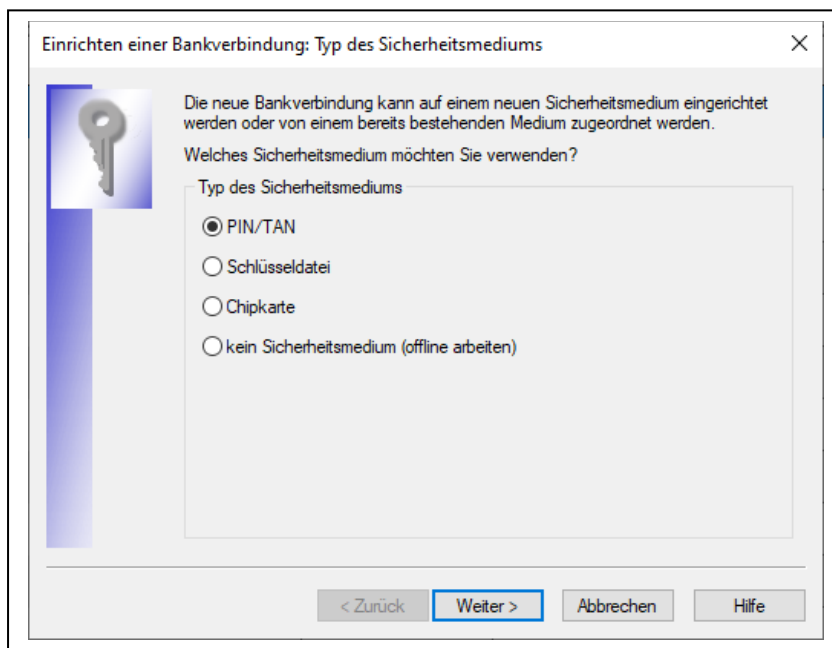 Einrichten einer Bankverbindung: Typ des Sicherheitsmediums
Die neue Bankverbindung kann auf einem neuen Sicherheitsmedium eingerichtet
werden oder von einem bereits bestehenden Medium zugeordnet werden.
Welches Sicherheitsmedium möchten Sie verwenden?
Typ des Sicherheitsmediums
PIN/TAN
Schlüsseldatei
Chipkarte
kein Sicherheitsmedium (offline arbeiten)
< Zurück Weiter > Abbrechen Hilfe